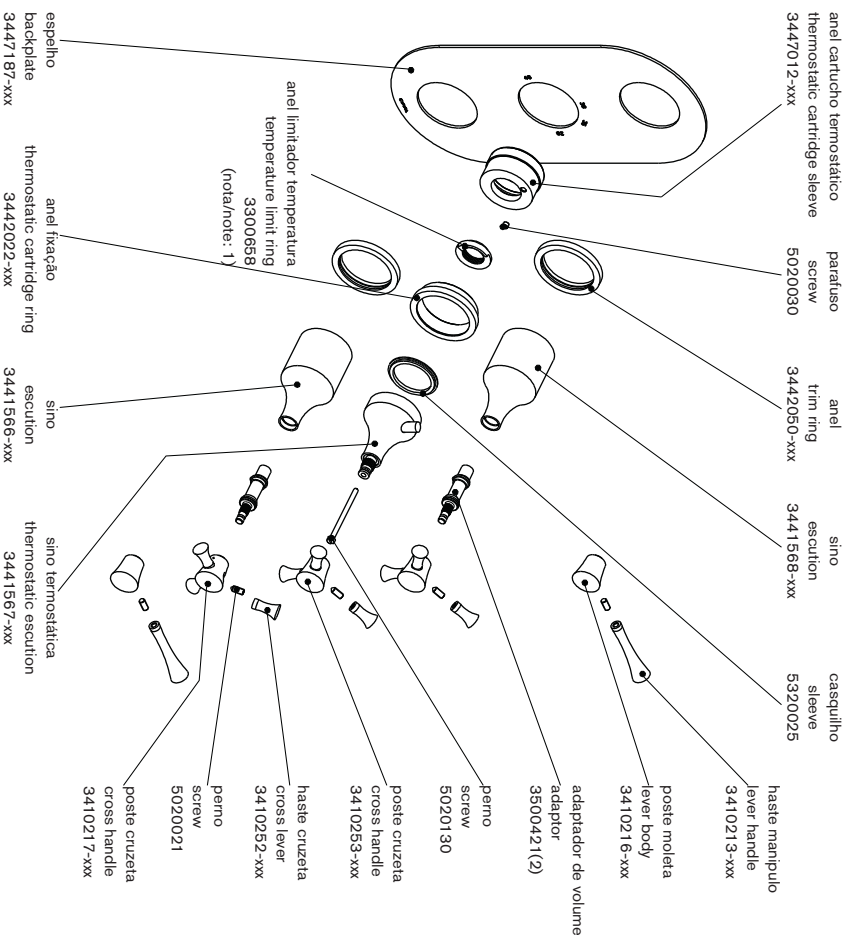 anel cartucho termostático
thermostatic cartridge sleeve
3447012-xxx
parafuso
screw
5020030
anel
trim ring
3442050-xxx
sino
escution
3441568-xxx
casquilho
sleeve
5320025
haste manipulo
lever handle
3410213-xxx
poste moleta
lever body
3410216-xxx
adaptador de volume
adaptor
3500421(2)
perno
screw
5020130
poste cruzeta
cross handle
3410253-xxx
haste cruzeta
cross lever
3410252-xxx
perno
screw
5020021
poste cruzeta
cross handle
3410217-xxx
anel limitador temperatura
temperature limit ring
3300658
(nota/note: 1)
espelho
backplate
3447187-xxx
anel fixação
thermostatic cartridge ring
3442022-xxx
sino
escution
3441566-xxx
sino termostática
thermostatic escution
3441567-xxx